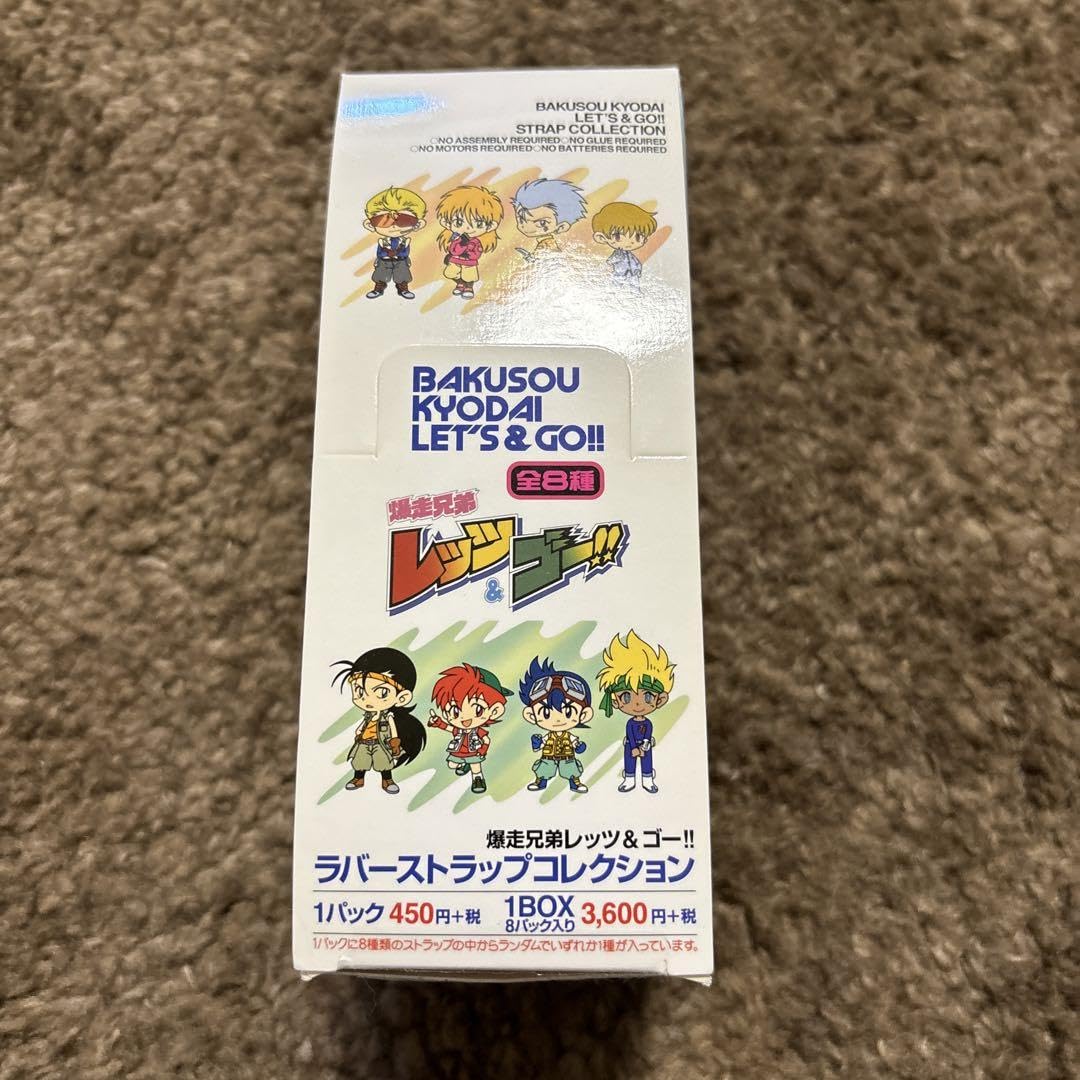 BAKUSOU KYODAI
LET'S & GO!!
STRAP COLLECTION
○NO ASSEMBLY REQUIRED○NO GLUE REQUIRED
○NO MOTORS REQUIRED○NO BATTERIES REQUIRED
BAKUSOU
KYODAI
LET'S & GO!!
全8種
爆走兄弟
レッツ
&
ゴー!!
爆走兄弟レッツ&ゴー!!
ラバーストラップコレクション
1パック 450円+税 1BOX 8パック入り 3,600円+税
1パックに8種類のストラップの中からランダムでいずれか1種が入っています。